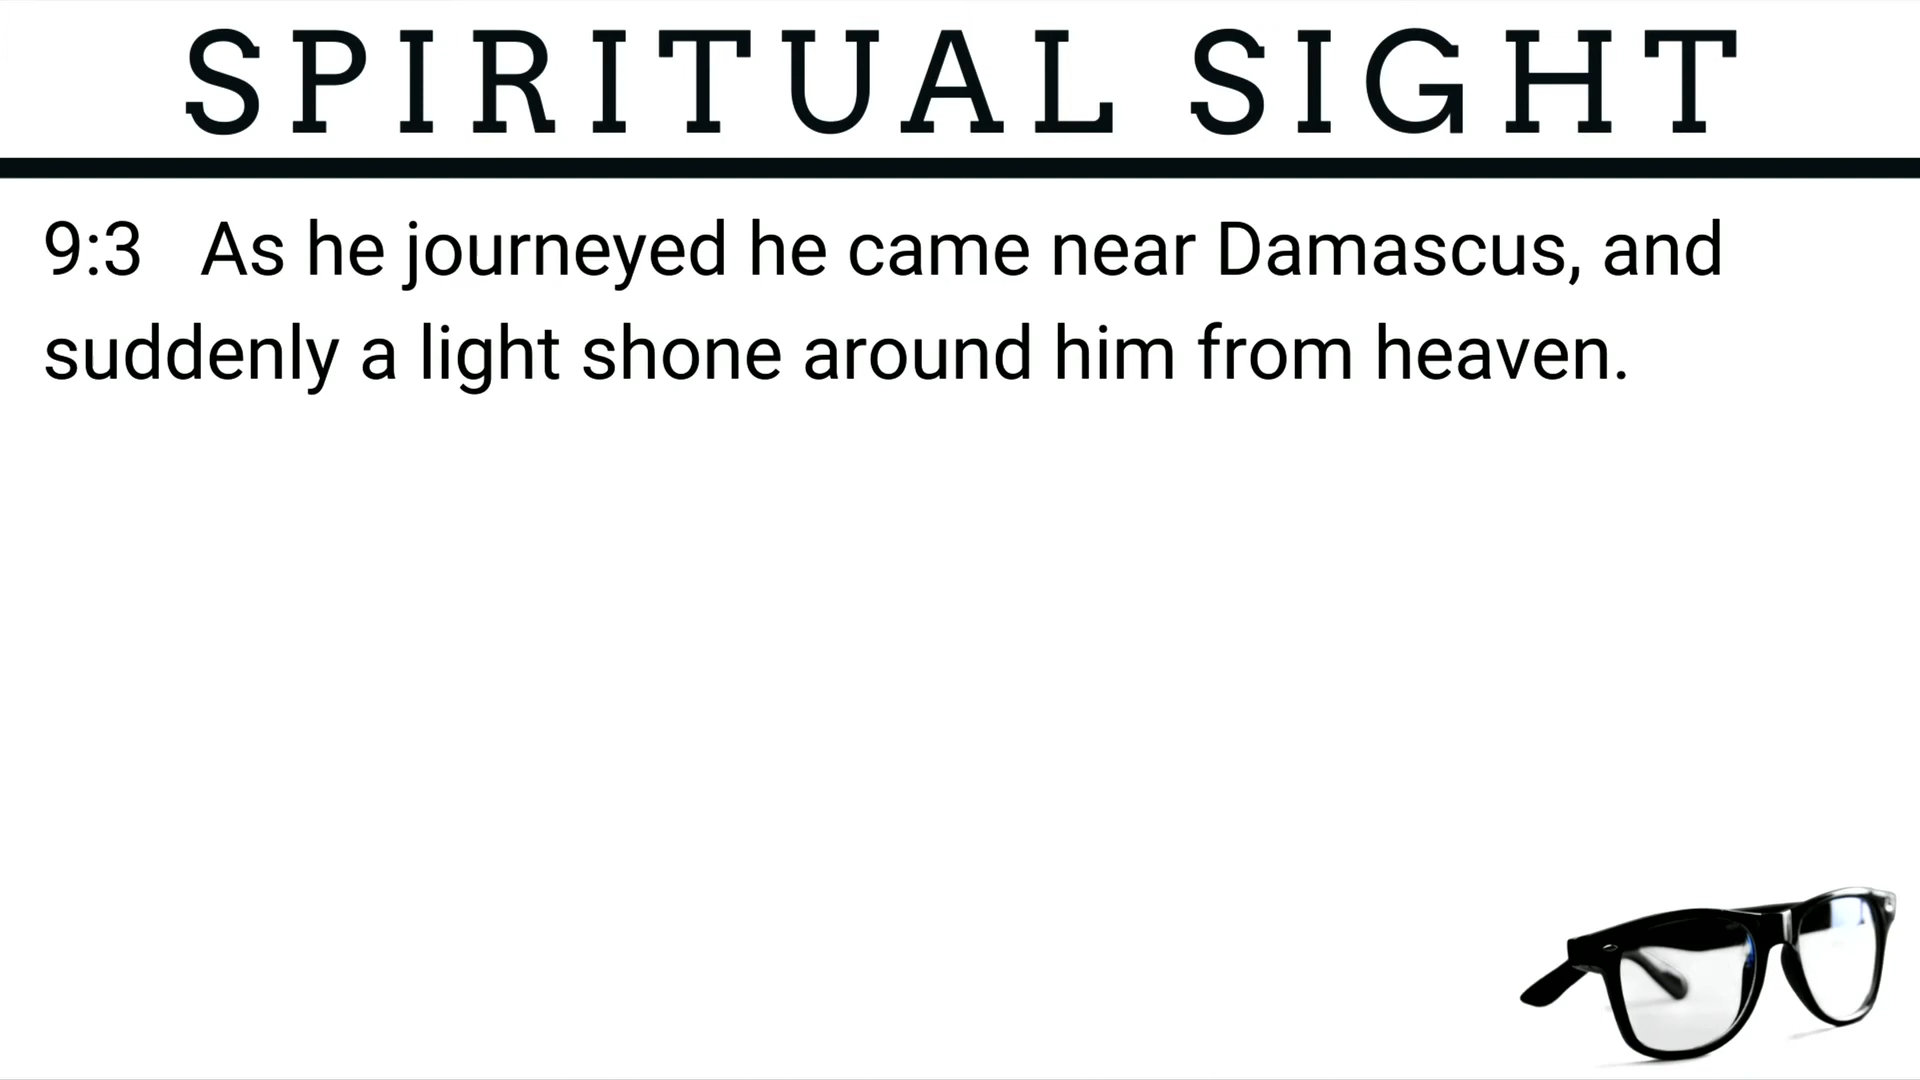 SPIRITUAL SIGHT
9:3 As he journeyed he came near Damascus, and
suddenly a light shone around him from heaven.